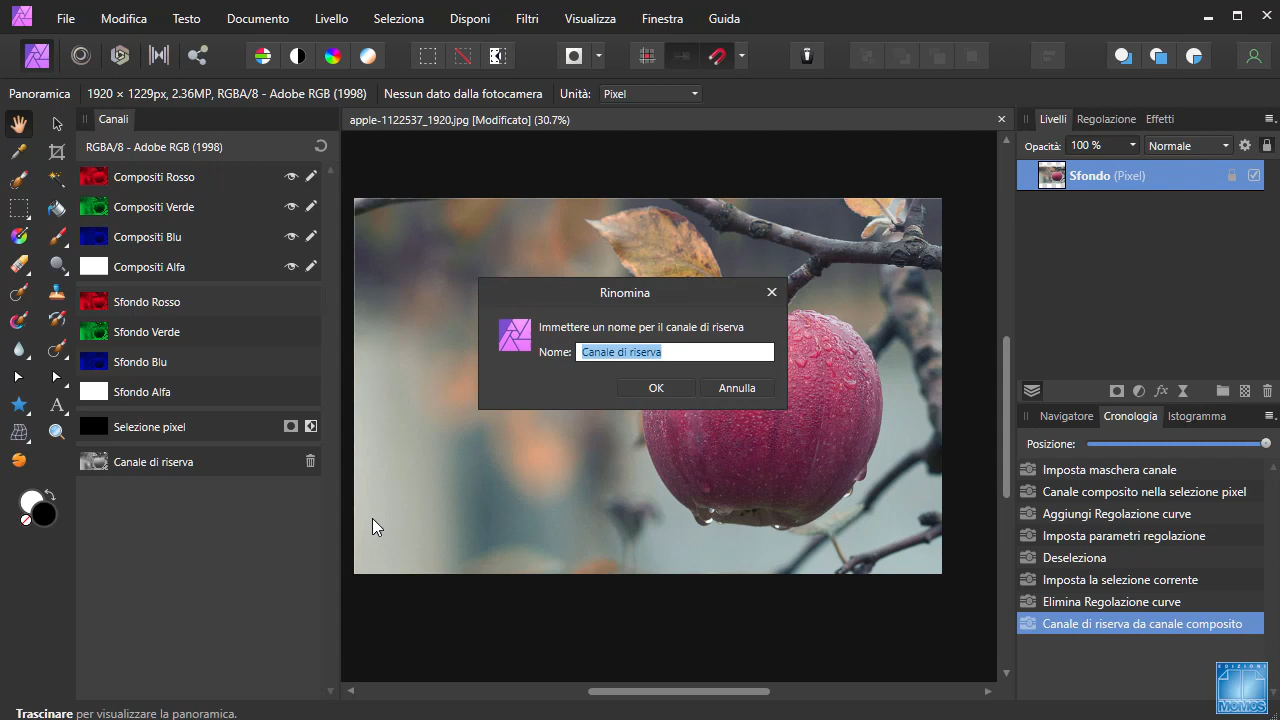 File Modifica Testo Documento Livello Seleziona Disponi Filtri Visualizza Finestra Guida
Panoramica 1920 × 1229px, 2.36MP, RGBA/8 - Adobe RGB (1998) Nessun dato dalla fotocamera Unità: Pixel
Canali
RGBA/8 - Adobe RGB (1998)
Compositi Rosso
Compositi Verde
Compositi Blu
Compositi Alfa
Sfondo Rosso
Sfondo Verde
Sfondo Blu
Sfondo Alfa
Selezione pixel
Canale di riserva
apple-1122537_1920.jpg [Modificato] (30.7%)
Rinomina
Immettere un nome per il canale di riserva
Nome: Canale di riserva
OK Annulla
Livelli Regolazione Effetti
Opacità: 100 % Normale
Sfondo (Pixel)
Navigatore Cronologia Istogramma
Posizione:
Imposta maschera canale
Canale composito nella selezione pixel
Aggiungi Regolazione curve
Imposta parametri regolazione
Deseleziona
Imposta la selezione corrente
Elimina Regolazione curve
Canale di riserva da canale composito
EDIZIONI
MOMOS
Trascinare per visualizzare la panoramica.